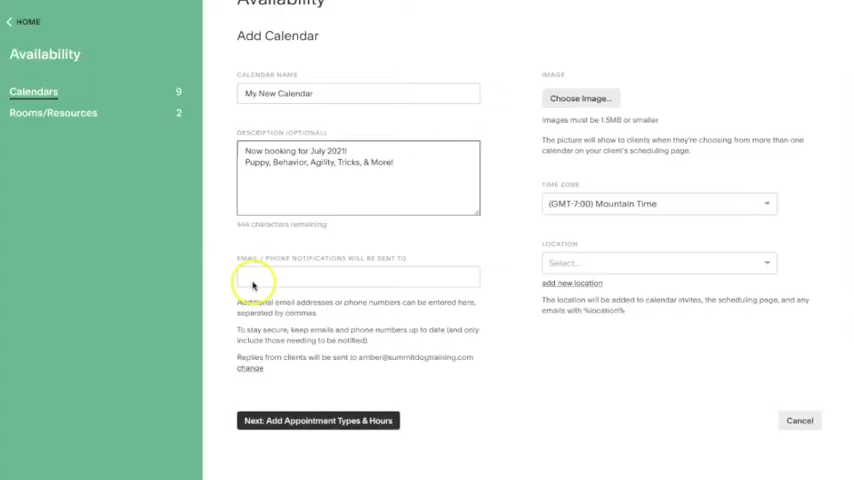 HOME
Availability
Calendars 9
Rooms/Resources 2
Availability
Add Calendar
CALENDAR NAME
My New Calendar
DESCRIPTION (OPTIONAL)
Now booking for July 2021!
Puppy, Behavior, Agility, Tricks, & More!
444 characters remaining
EMAIL / PHONE NOTIFICATIONS WILL BE SENT TO
Additional email addresses or phone numbers can be entered here,
separated by commas.
To stay secure, keep emails and phone numbers up to date (and only
include those needing to be notified).
Replies from clients will be sent to amber@summitdogtraining.com
change
Next: Add Appointment Types & Hours
IMAGE
Choose Image...
Images must be 1.5MB or smaller
The picture will show to clients when they're choosing from more than one
calendar on your client's scheduling page.
TIME ZONE
(GMT-7:00) Mountain Time
LOCATION
Select...
add new location
The location will be added to calendar invites, the scheduling page, and any
emails with %location%
Cancel